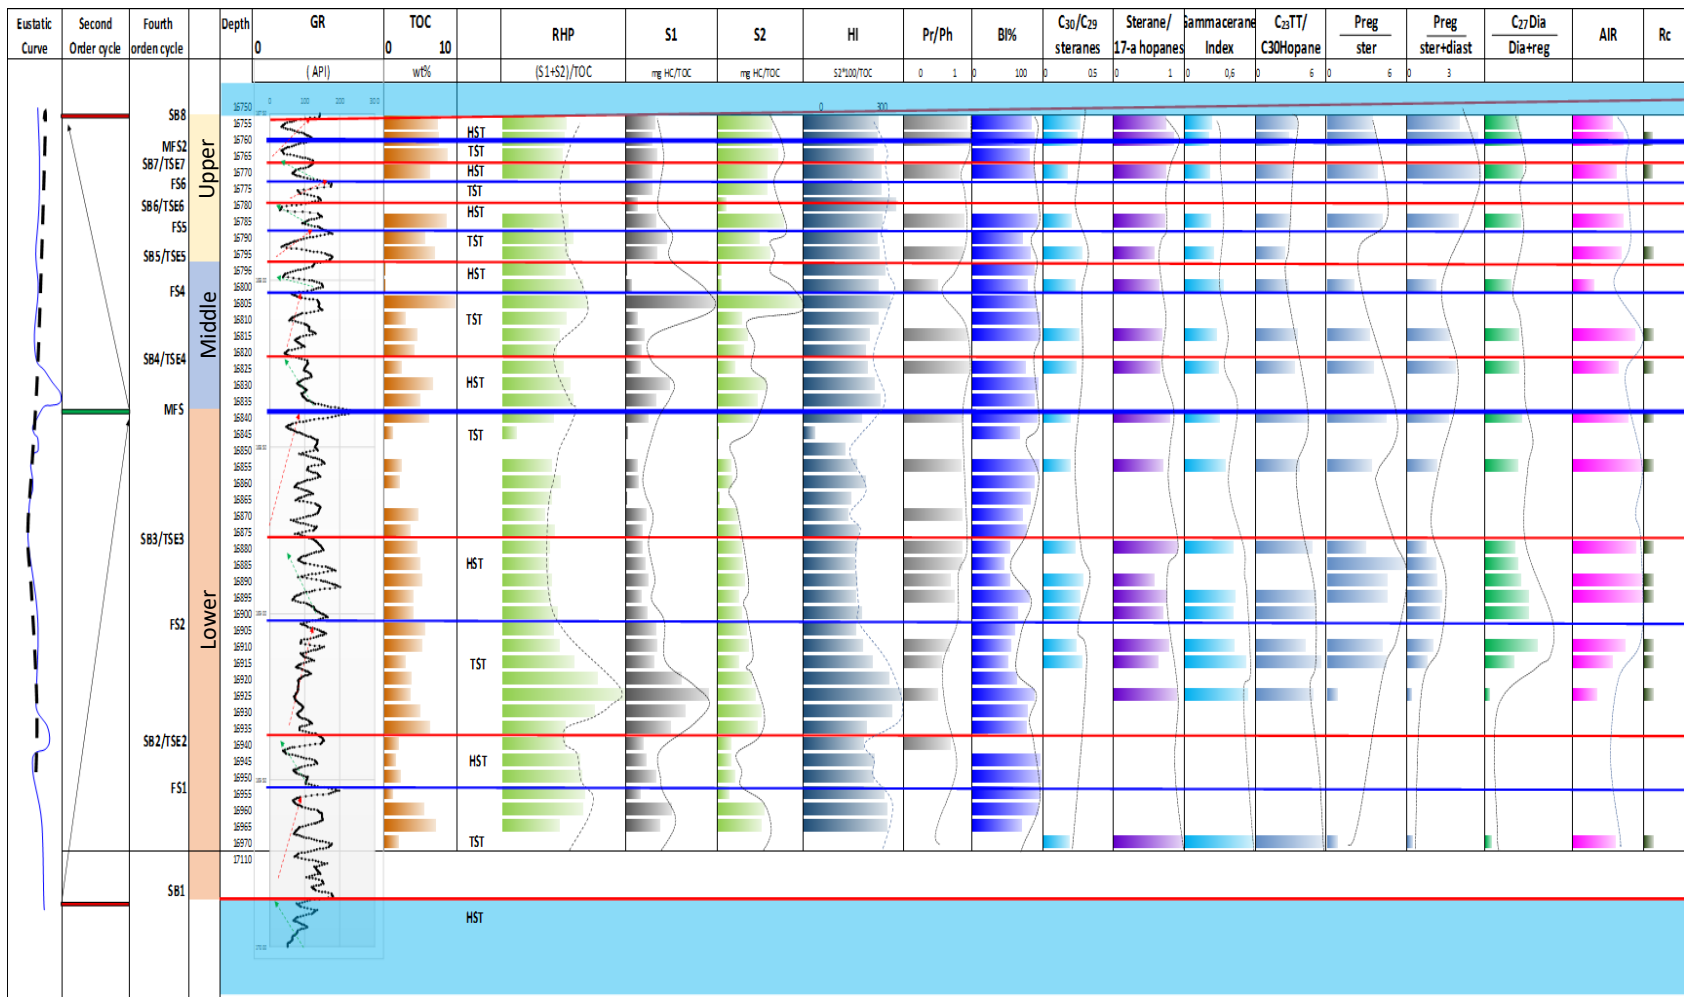 Eustatic Curve
Second Order cycle
Fourth orden cycle
Depth
GR
0
( API)
TOC
0 10
wt%
RHP
(S1+S2)/TOC
S1
mg HC/TOC
S2
mg HC/TOC
HI
S2*100/TOC
Pr/Ph
0 1
BI%
0 100
C30/C29 steranes
0 0.5
Sterane/ 17-a hopanes
0 1
Gammacerane Index
0 0,6
C23TT/ C30Hopane
0 6
Preg ster
0 6
Preg ster+diast
0 3
C27Dia Dia+reg
AIR
Rc
0 100 200 300
0 300
SB8
MFS2
SB7/TSE7
FS6
SB6/TSE6
FS5
SB5/TSE5
FS4
SB4/TSE4
MFS
SB3/TSE3
FS2
SB2/TSE2
FS1
SB1
Upper
Middle
Lower
16750
16755
16760
16765
16770
16775
16780
16785
16790
16795
16796
16800
16805
16810
16815
16820
16825
16830
16835
16840
16845
16850
16855
16860
16865
16870
16875
16880
16885
16890
16895
16900
16905
16910
16915
16920
16925
16930
16935
16940
16945
16950
16955
16960
16965
16970
17110
HST
TST
HST
TST
HST
TST
HST
TST
HST
TST
HST
TST
HST
TST
HST